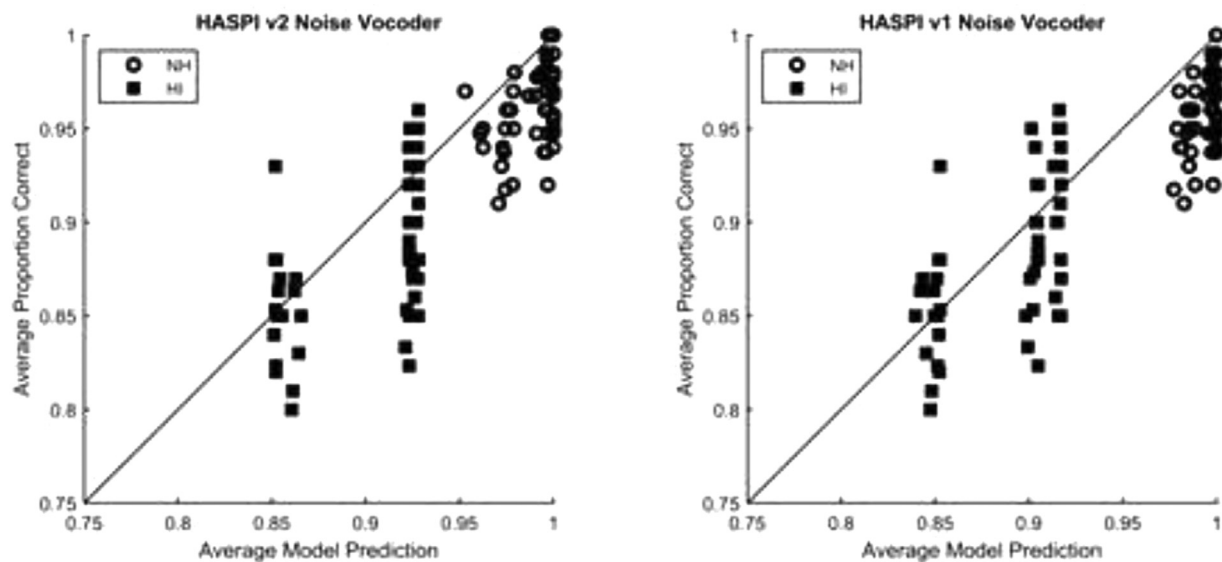 HASPI v2 Noise Vocoder
1
0.95
0.9
0.85
0.8
0.75
NH
HI
Average Proportion Correct
0.75 0.8 0.85 0.9 0.95 1
Average Model Prediction
HASPI v1 Noise Vocoder
1
0.95
0.9
0.85
0.8
0.75
NH
HI
Average Proportion Correct
0.75 0.8 0.85 0.9 0.95 1
Average Model Prediction